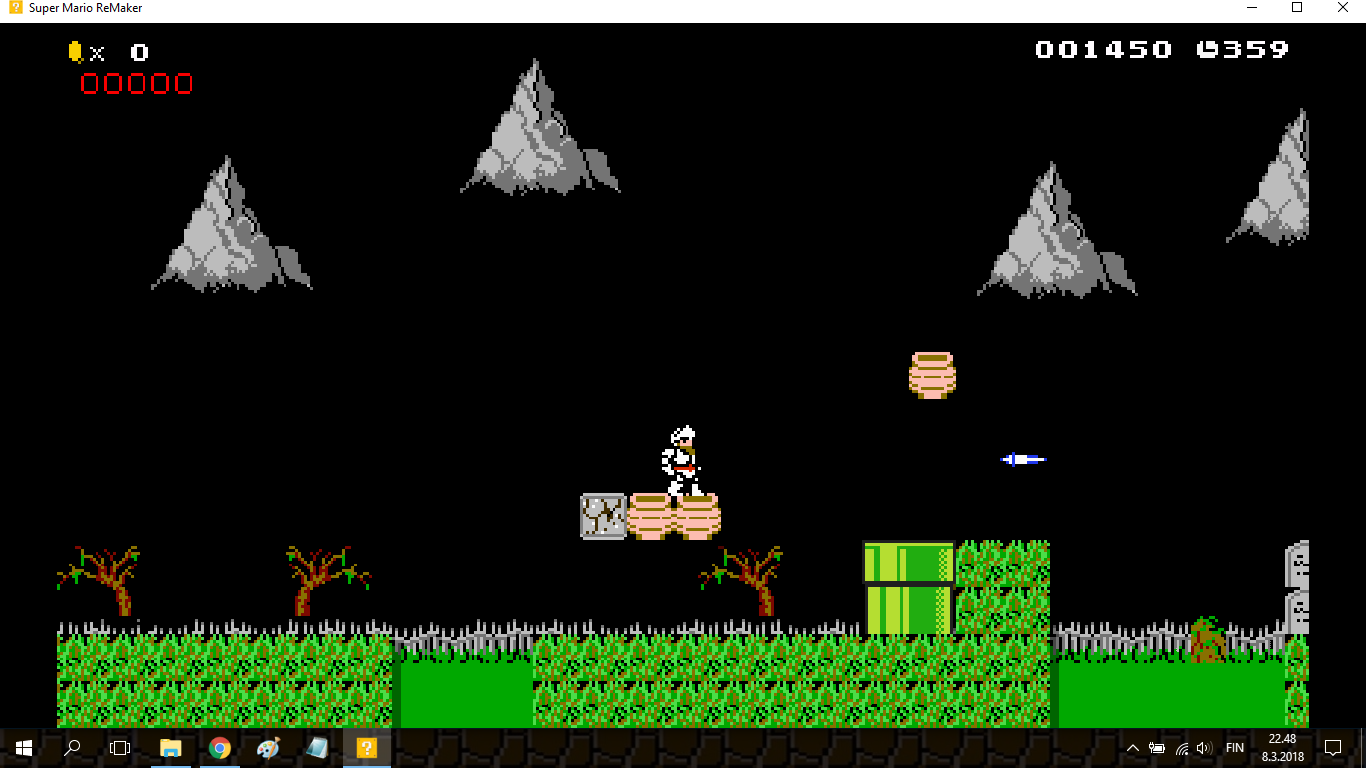 Super Mario ReMaker
x 0
001450 359
00000
FIN
22.48
8.3.2018